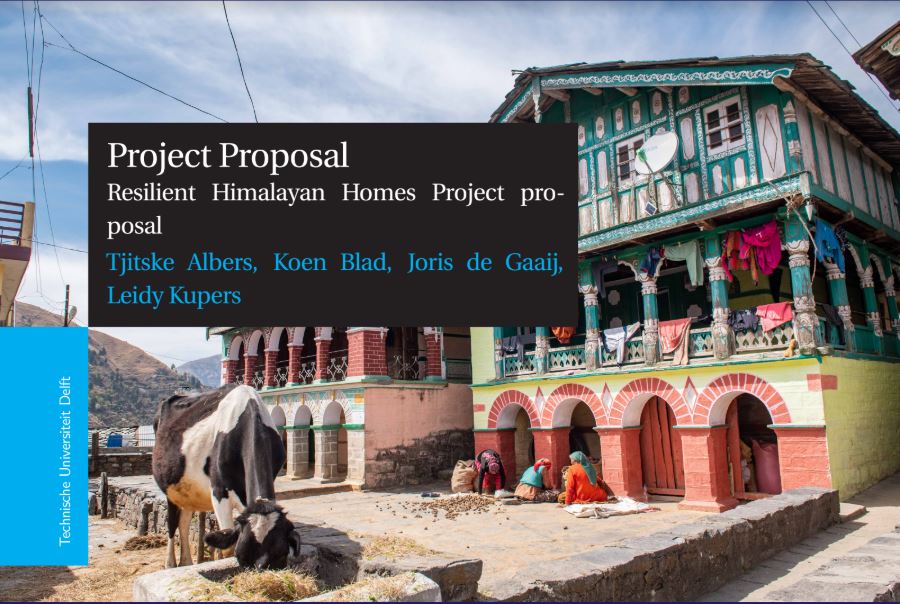 Project Proposal
Resilient Himalayan Homes Project pro-
posal
Tjitske Albers, Koen Blad, Joris de Gaaij,
Leidy Kupers
Technische Universiteit Delft